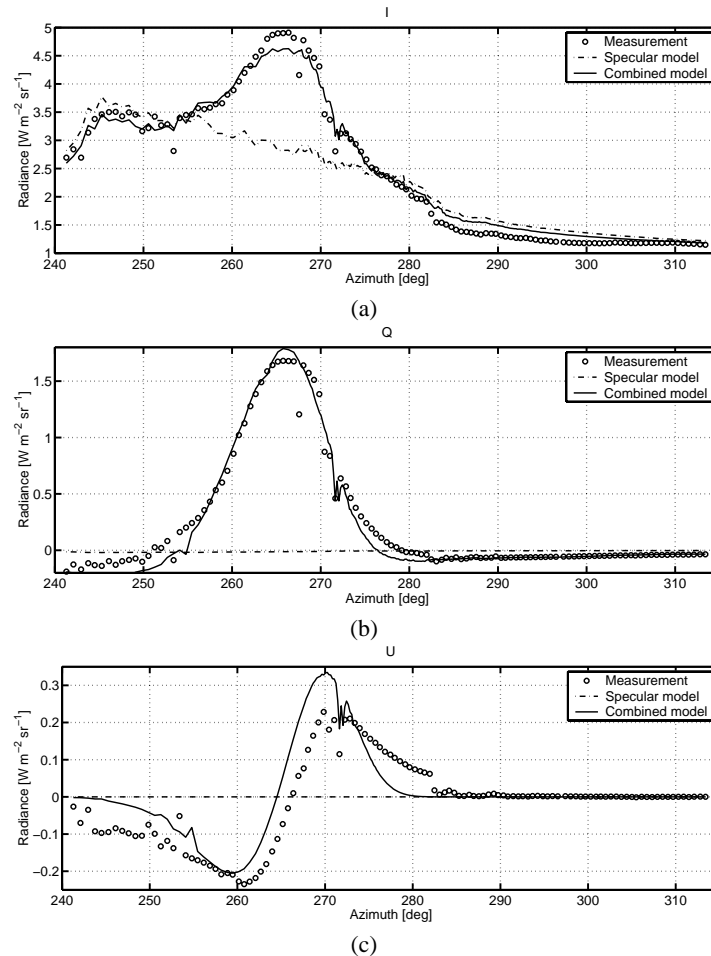 I
5
4.5
4
3.5
3
2.5
2
1.5
1
Radiance [W m−2 sr−1]
Measurement
Specular model
Combined model
240 250 260 270 280 290 300 310
Azimuth [deg]
(a)
Q
1.5
1
0.5
0
Radiance [W m−2 sr−1]
Measurement
Specular model
Combined model
240 250 260 270 280 290 300 310
Azimuth [deg]
(b)
U
0.3
0.2
0.1
0
−0.1
−0.2
Radiance [W m−2 sr−1]
Measurement
Specular model
Combined model
240 250 260 270 280 290 300 310
Azimuth [deg]
(c)